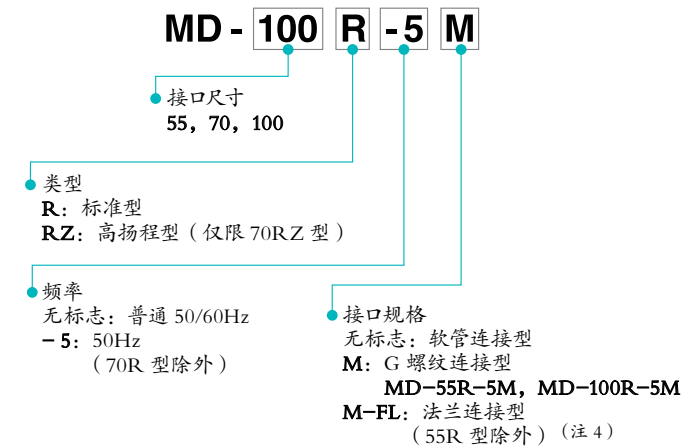 MD - 100 R - 5 M
接口尺寸
55，70，100
类型
R：标准型
RZ：高扬程型（仅限 70RZ 型）
频率
无标志：普通 50/60Hz
－5：50Hz
（70R 型除外）
接口规格
无标志：软管连接型
M：G 螺纹连接型
MD−55R−5M，MD−100R−5M
M−FL：法兰连接型
（55R 型除外）（注 4）